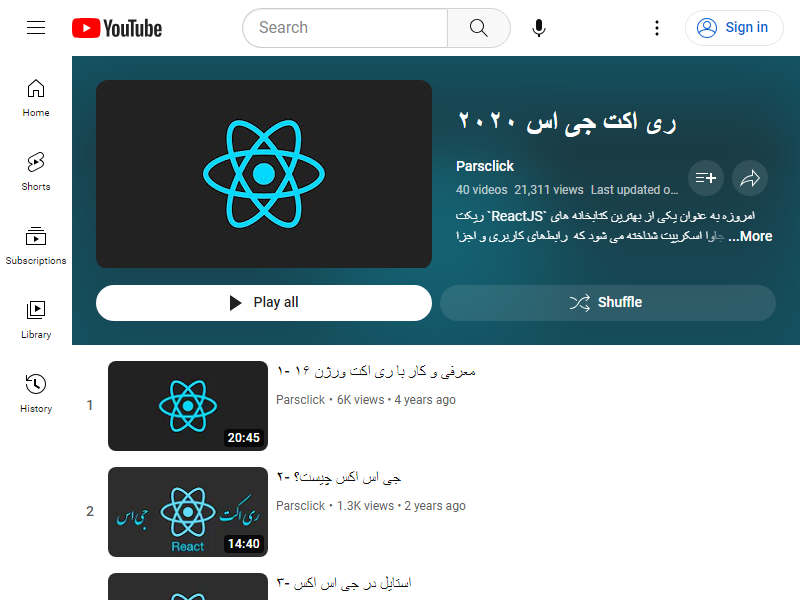 YouTube
Search
Sign in
Home
Shorts
Subscriptions
Library
History
ری اکت جی اس ۲۰۲۰
Parsclick
40 videos 21,311 views Last updated o...
امروزه به عنوان یکی از بهترین کتابخانه های `ReactJS` ریکت
جاوا اسکریپت شناخته می شود که رابط‌های کاربری و اجزا ...More
Play all
Shuffle
1
20:45
۱- معرفی و کار با ری اکت ورژن ۱۶
Parsclick • 6K views • 4 years ago
2
ری اکت جی اس
React
14:40
۲- جی اس اکس چیست؟
Parsclick • 1.3K views • 2 years ago
۳- استایل در جی اس اکس